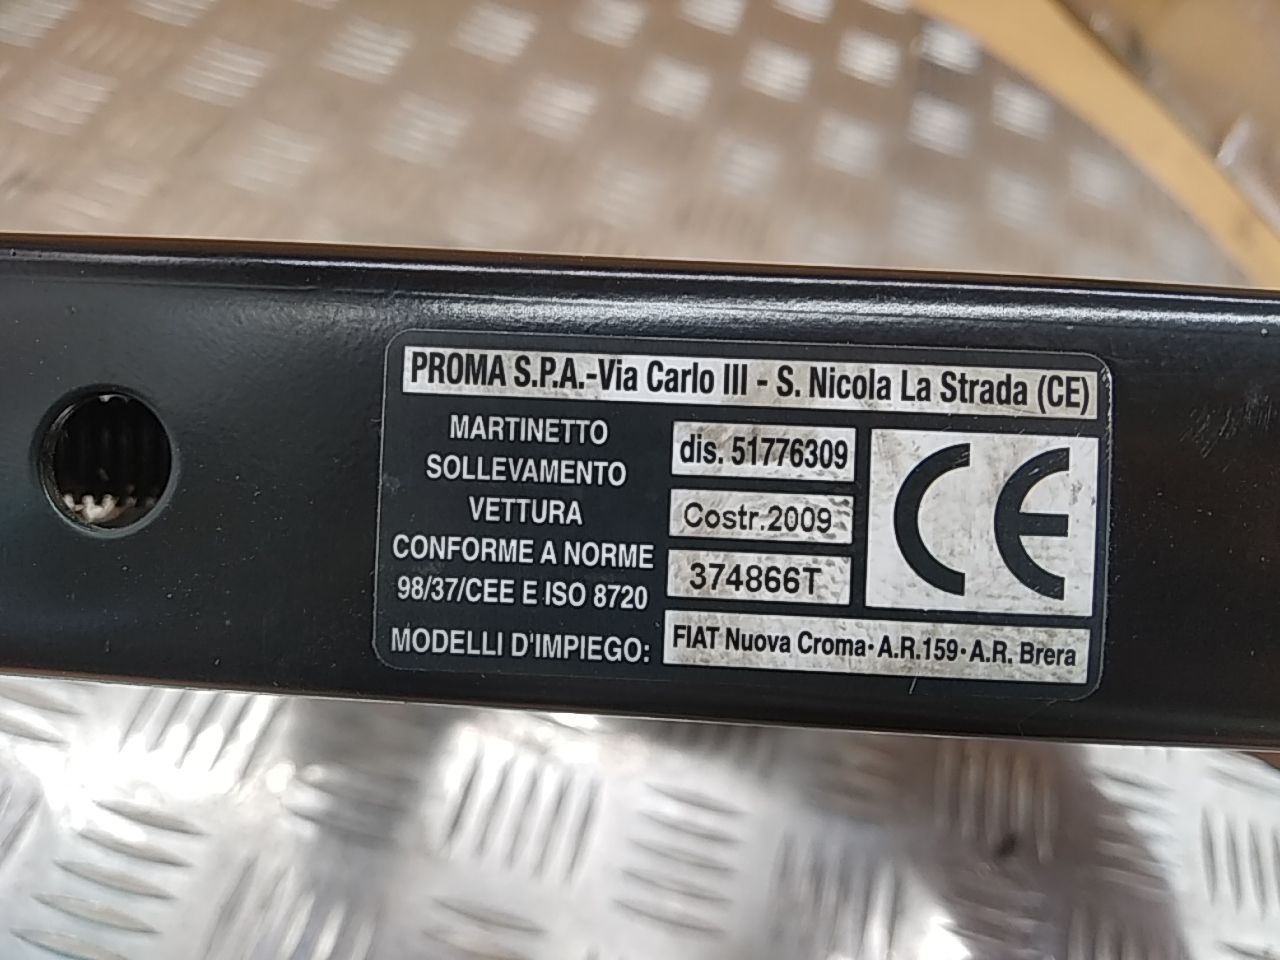 PROMA S.P.A.-Via Carlo III - S. Nicola La Strada (CE)
MARTINETTO
SOLLEVAMENTO
VETTURA
CONFORME A NORME
98/37/CEE E ISO 8720
dis. 51776309
Costr.2009
374866T
CE
MODELLI D'IMPIEGO:
FIAT Nuova Croma·A.R.159·A.R. Brera